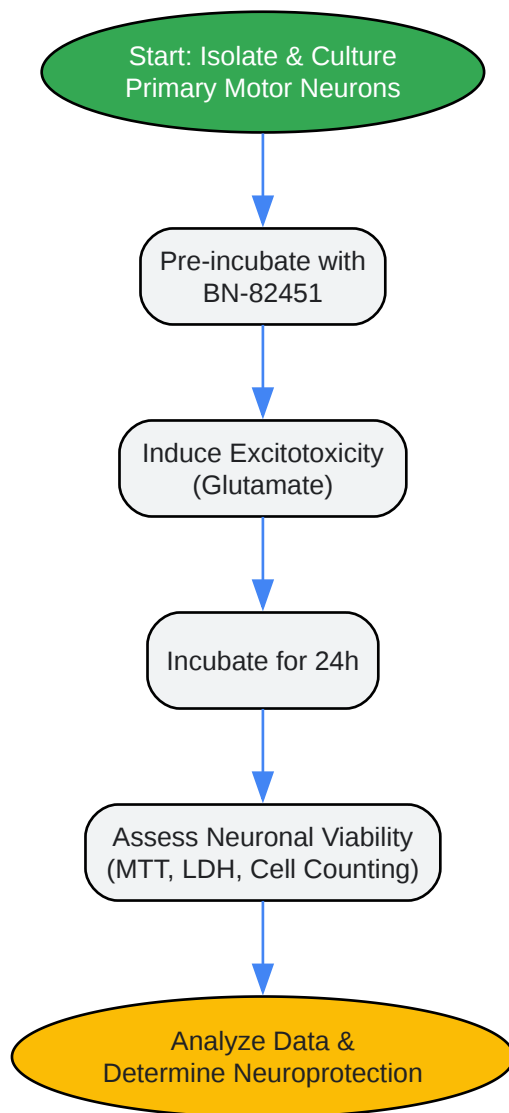 Start: Isolate & Culture
Primary Motor Neurons
Pre-incubate with
BN-82451
Induce Excitotoxicity
(Glutamate)
Incubate for 24h
Assess Neuronal Viability
(MTT, LDH, Cell Counting)
Analyze Data &
Determine Neuroprotection